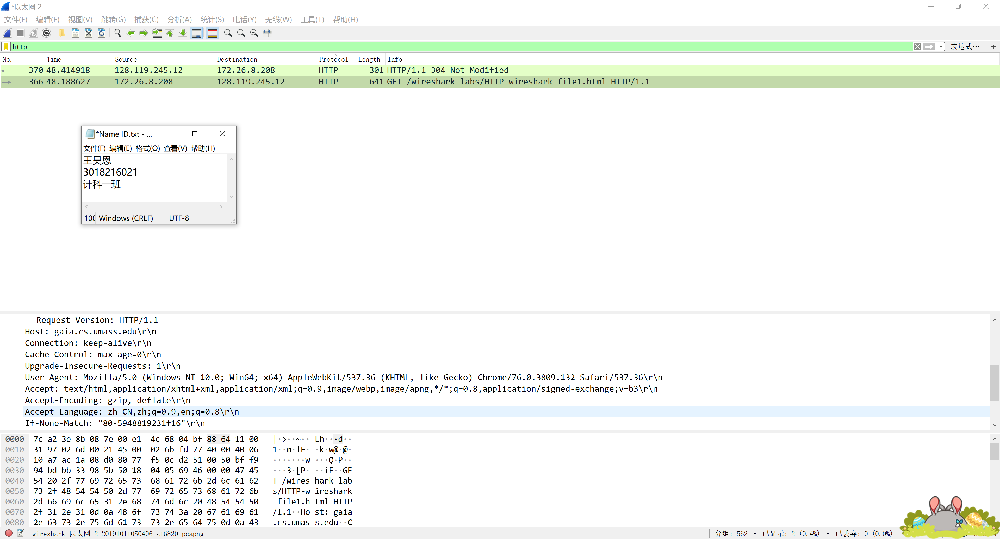 *以太网 2
文件(F) 编辑(E) 视图(V) 跳转(G) 捕获(C) 分析(A) 统计(S) 电话(Y) 无线(W) 工具(T) 帮助(H)
http 表达式… +
No. Time Source Destination Protocol Length Info
370 48.414918 128.119.245.12 172.26.8.208 HTTP 301 HTTP/1.1 304 Not Modified
366 48.188627 172.26.8.208 128.119.245.12 HTTP 641 GET /wireshark-labs/HTTP-wireshark-file1.html HTTP/1.1
*Name ID.txt - ...
文件(F) 编辑(E) 格式(O) 查看(V) 帮助(H)
王昊恩
3018216021
计科一班
100 Windows (CRLF) UTF-8
Request Version: HTTP/1.1
Host: gaia.cs.umass.edu\r\n
Connection: keep-alive\r\n
Cache-Control: max-age=0\r\n
Upgrade-Insecure-Requests: 1\r\n
User-Agent: Mozilla/5.0 (Windows NT 10.0; Win64; x64) AppleWebKit/537.36 (KHTML, like Gecko) Chrome/76.0.3809.132 Safari/537.36\r\n
Accept: text/html,application/xhtml+xml,application/xml;q=0.9,image/webp,image/apng,*/*;q=0.8,application/signed-exchange;v=b3\r\n
Accept-Encoding: gzip, deflate\r\n
Accept-Language: zh-CN,zh;q=0.9,en;q=0.8\r\n
If-None-Match: "80-5948819231f16"\r\n
0000 7c a2 3e 8b 08 7e 00 e1 4c 68 04 bf 88 64 11 00 |·>··~·· Lh···d··
0010 31 97 02 6d 00 21 45 00 02 6b fd 77 40 00 40 06 1··m·!E· ·k·w@·@·
0020 10 a7 ac 1a 08 d0 80 77 f5 0c d2 51 00 50 bf f9 ·······w ···Q·P··
0030 94 bd bb 33 98 5b 50 18 04 05 69 46 00 00 47 45 ···3·[P· ··iF··GE
0040 54 20 2f 77 69 72 65 73 68 61 72 6b 2d 6c 61 62 T /wires hark-lab
0050 73 2f 48 54 54 50 2d 77 69 72 65 73 68 61 72 6b s/HTTP-w ireshark
0060 2d 66 69 6c 65 31 2e 68 74 6d 6c 20 48 54 54 50 -file1.h tml HTTP
0070 2f 31 2e 31 0d 0a 48 6f 73 74 3a 20 67 61 69 61 /1.1··Ho st: gaia
0080 2e 63 73 2e 75 6d 61 73 73 2e 65 64 75 0d 0a 43 .cs.umas s.edu··C
wireshark_以太网 2_20191011050406_a16820.pcapng 分组: 562 · 已显示: 2 (0.4%) · 已丢弃: 0 (0.0%)